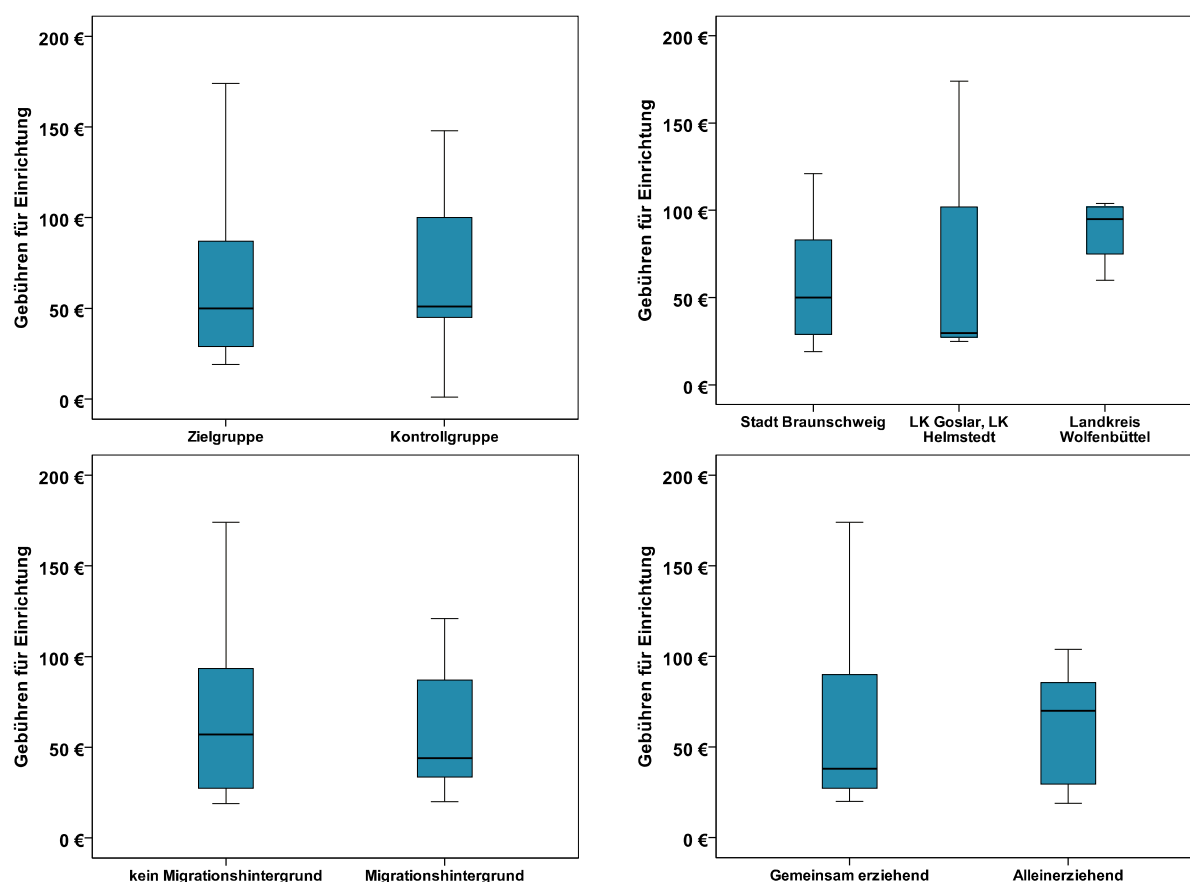 Gebühren für Einrichtung
200 €
150 €
100 €
50 €
0 €
Zielgruppe
Kontrollgruppe
Gebühren für Einrichtung
200 €
150 €
100 €
50 €
0 €
Stadt Braunschweig
LK Goslar, LK
Helmstedt
Landkreis
Wolfenbüttel
Gebühren für Einrichtung
200 €
150 €
100 €
50 €
0 €
kein Migrationshintergrund
Migrationshintergrund
Gebühren für Einrichtung
200 €
150 €
100 €
50 €
0 €
Gemeinsam erziehend
Alleinerziehend